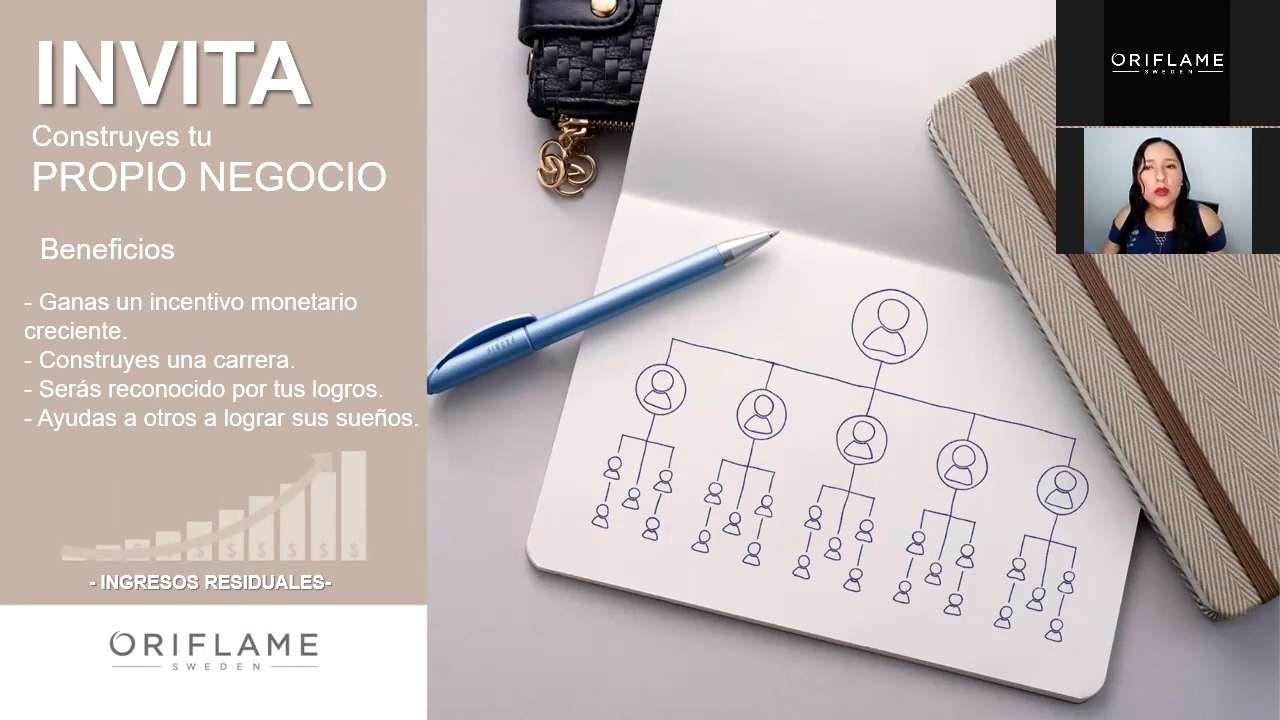 INVITA
Construyes tu
PROPIO NEGOCIO
Beneficios
- Ganas un incentivo monetario
creciente.
- Construyes una carrera.
- Serás reconocido por tus logros.
- Ayudas a otros a lograr sus sueños.
$ $ $ $ $ $ $ $
- INGRESOS RESIDUALES-
ORIFLAME
SWEDEN
ORIFLAME
SWEDEN